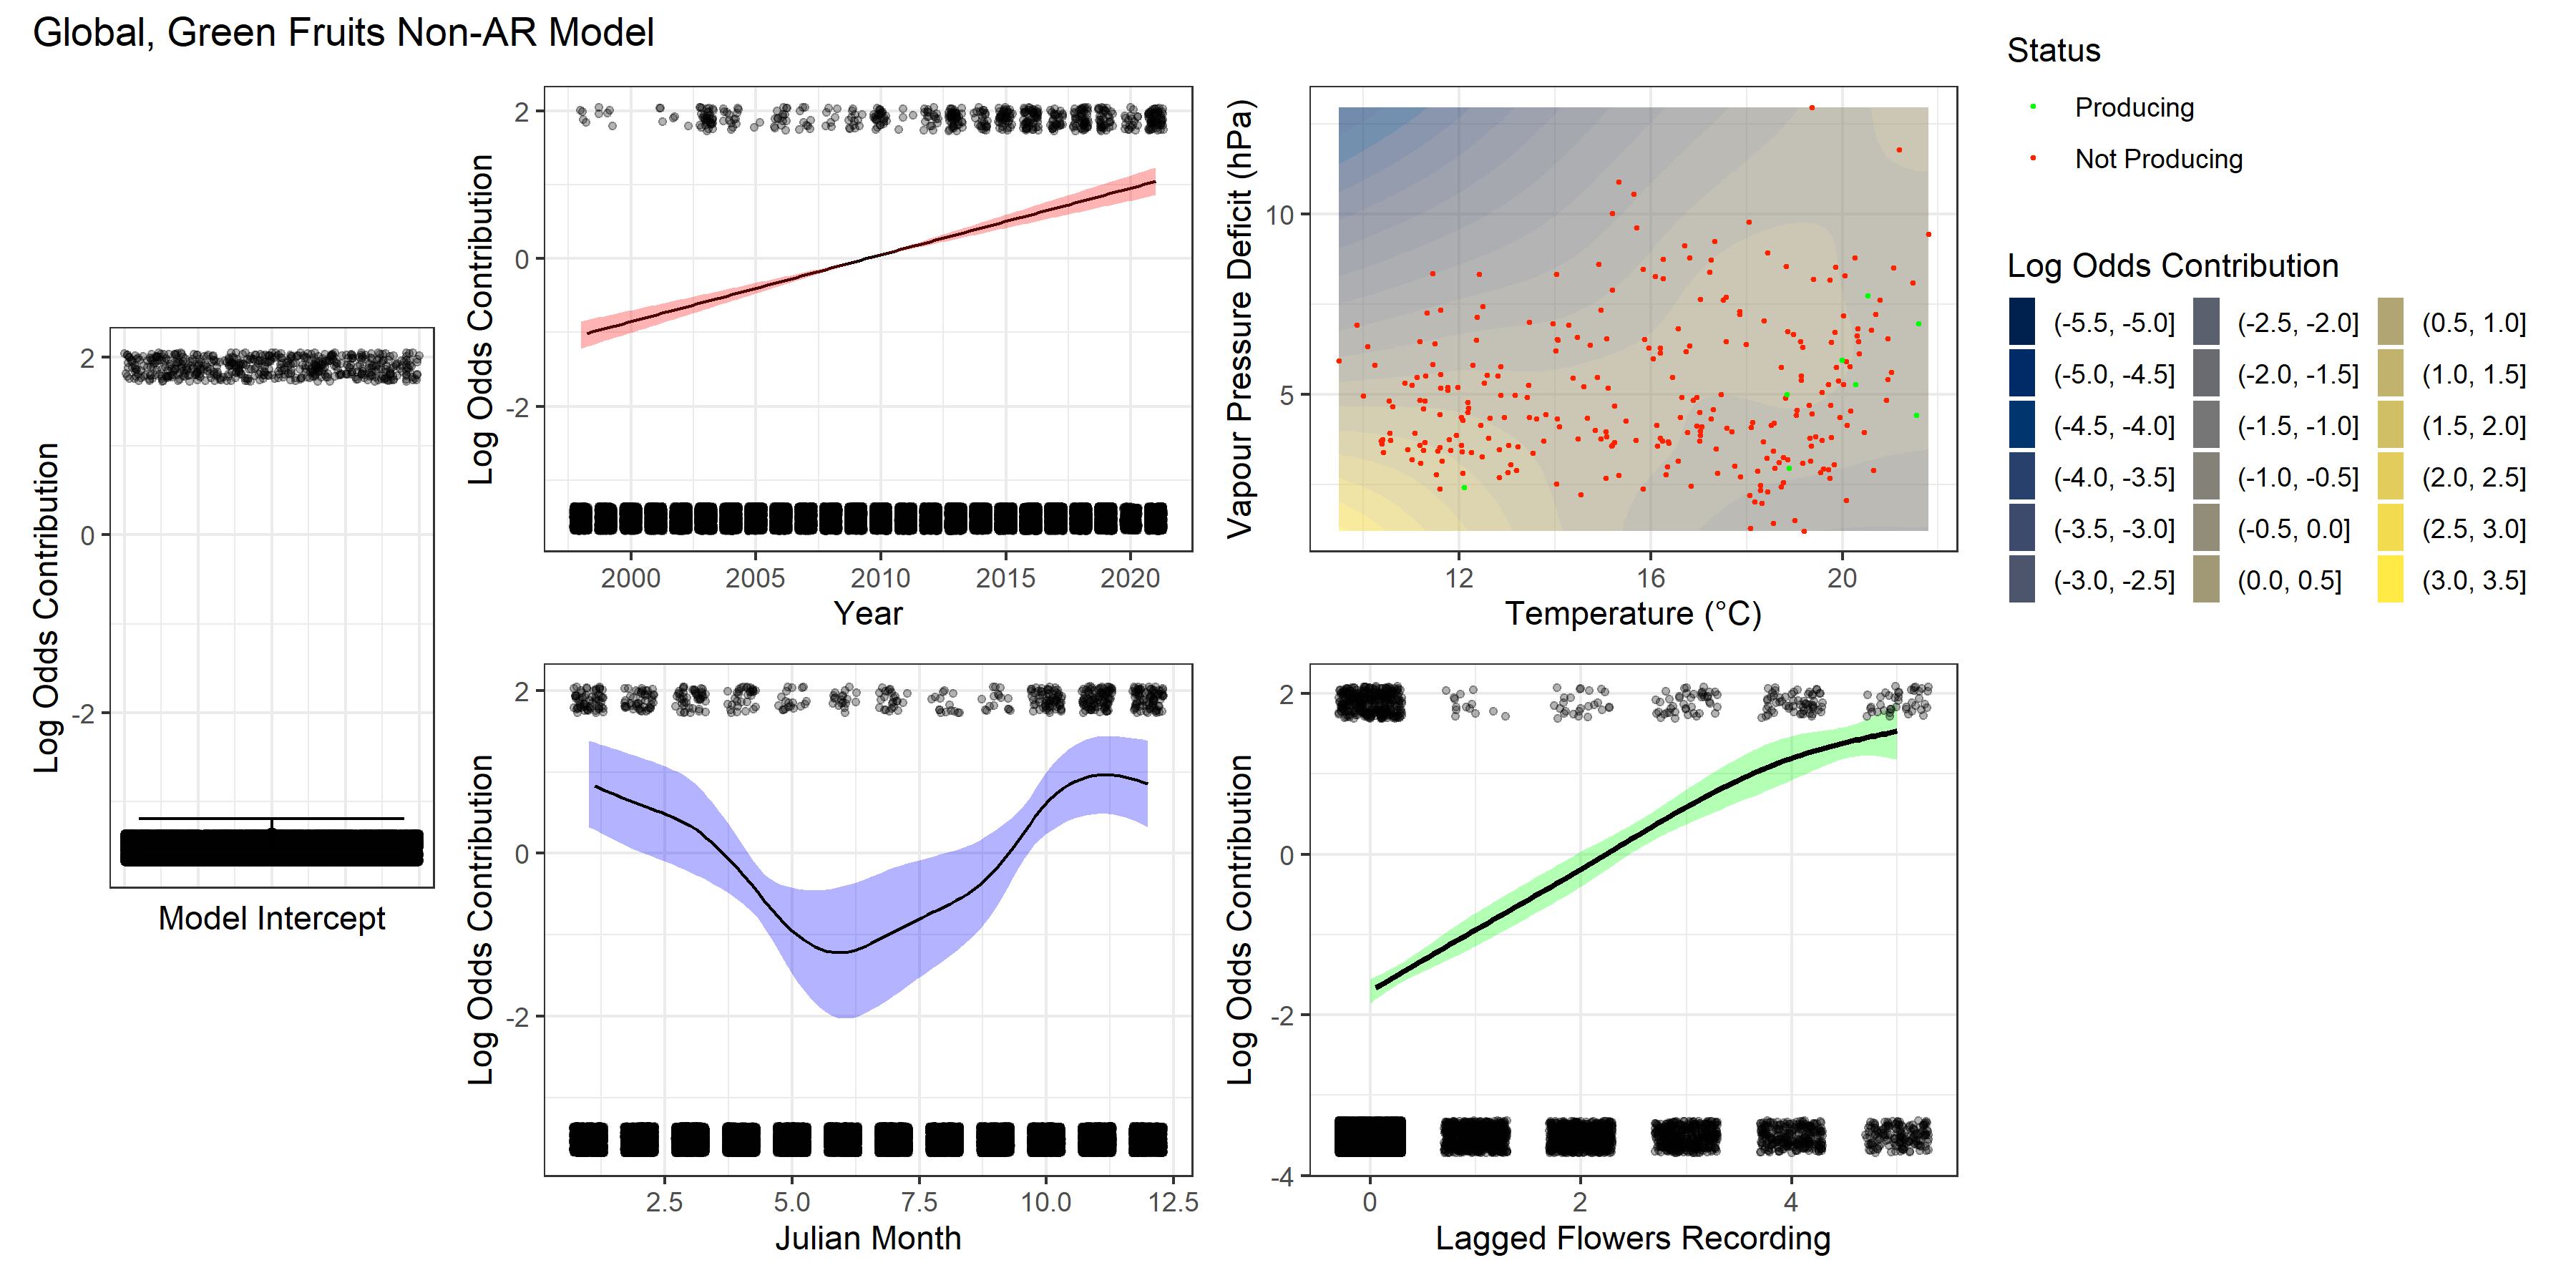 Global, Green Fruits Non-AR Model
Log Odds Contribution
2
0
-2
Model Intercept
Log Odds Contribution
2
0
-2
2000 2005 2010 2015 2020
Year
Vapour Pressure Deficit (hPa)
10
5
12 16 20
Temperature (°C)
Log Odds Contribution
2
0
-2
2.5 5.0 7.5 10.0 12.5
Julian Month
Log Odds Contribution
2
0
-2
-4
0 2 4
Lagged Flowers Recording
Status
Producing
Not Producing
Log Odds Contribution
(-5.5, -5.0] (-2.5, -2.0] (0.5, 1.0]
(-5.0, -4.5] (-2.0, -1.5] (1.0, 1.5]
(-4.5, -4.0] (-1.5, -1.0] (1.5, 2.0]
(-4.0, -3.5] (-1.0, -0.5] (2.0, 2.5]
(-3.5, -3.0] (-0.5, 0.0] (2.5, 3.0]
(-3.0, -2.5] (0.0, 0.5] (3.0, 3.5]